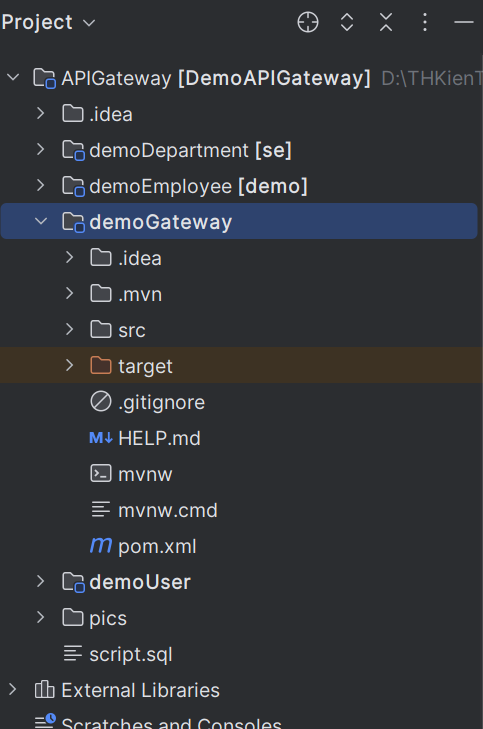 Project
APIGateway [DemoAPIGateway] D:\THKienT
.idea
demoDepartment [se]
demoEmployee [demo]
demoGateway
.idea
.mvn
src
target
.gitignore
M↓ HELP.md
mvnw
mvnw.cmd
m pom.xml
demoUser
pics
script.sql
External Libraries
Scratches and Consoles